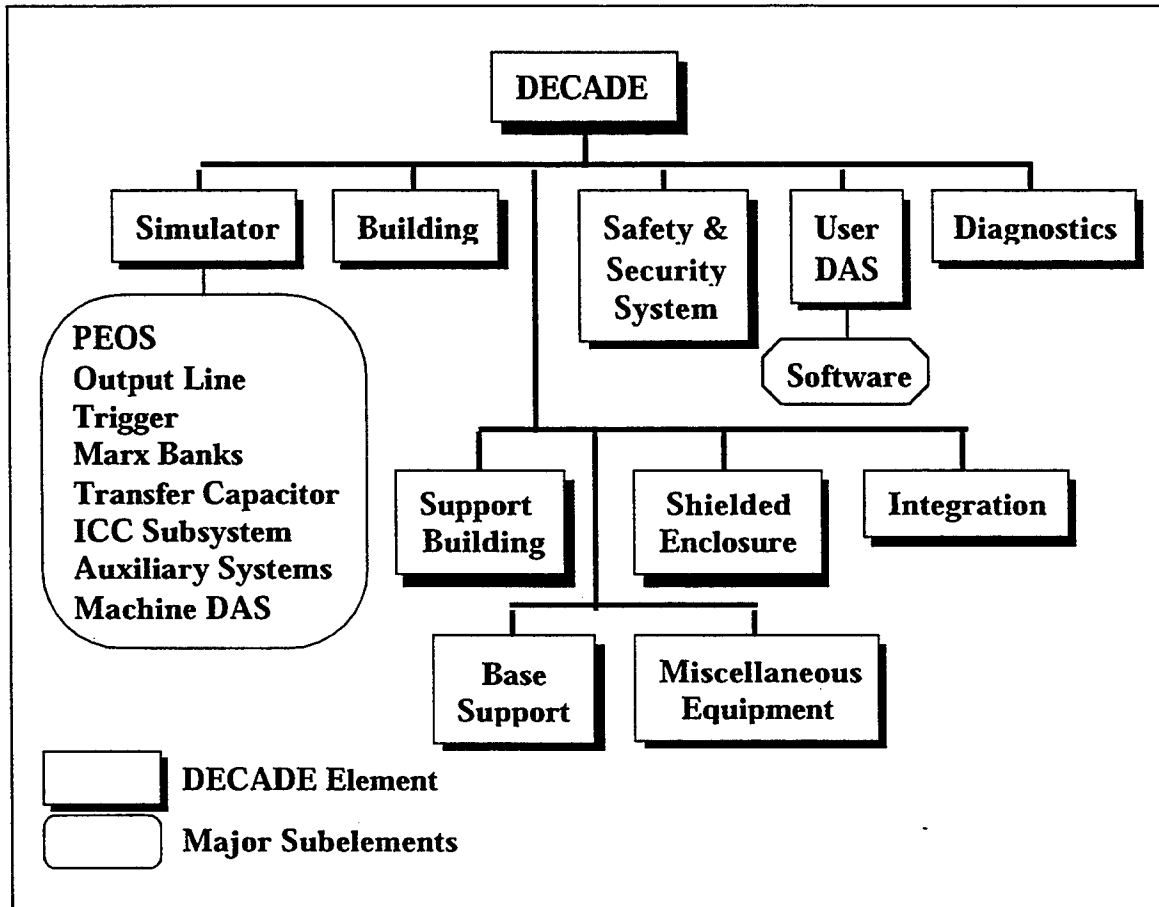 DECADE
Simulator
Building
Safety &
Security
System
User
DAS
Diagnostics
PEOS
Output Line
Trigger
Marx Banks
Transfer Capacitor
ICC Subsystem
Auxiliary Systems
Machine DAS
Software
Support
Building
Shielded
Enclosure
Integration
Base
Support
Miscellaneous
Equipment
DECADE Element
Major Subelements